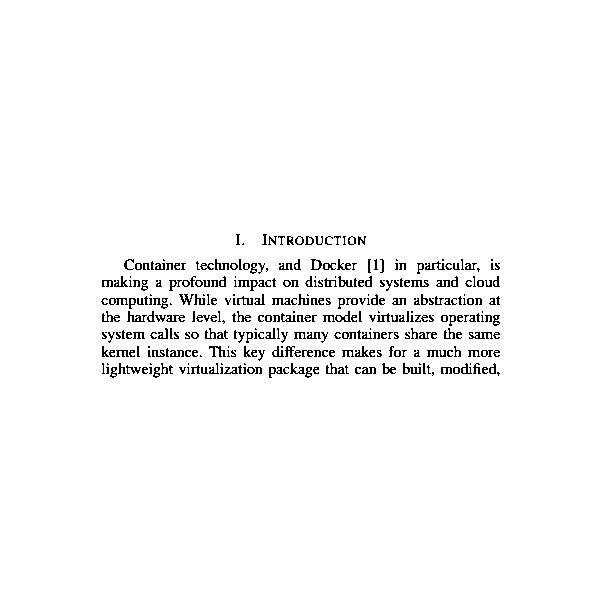 I. INTRODUCTION
Container technology, and Docker [1] in particular, is
making a profound impact on distributed systems and cloud
computing. While virtual machines provide an abstraction at
the hardware level, the container model virtualizes operating
system calls so that typically many containers share the same
kernel instance. This key difference makes for a much more
lightweight virtualization package that can be built, modified,